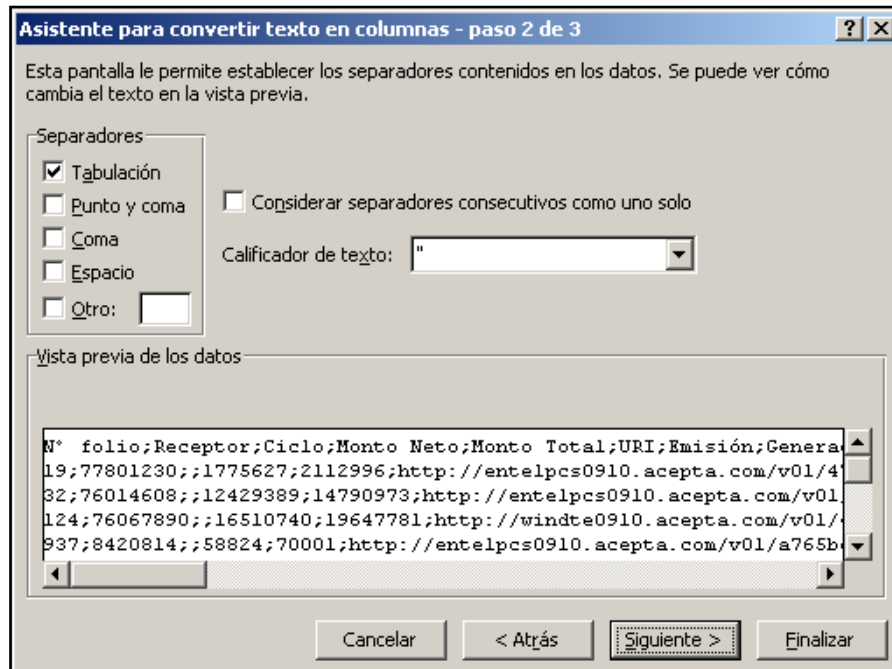 Asistente para convertir texto en columnas - paso 2 de 3
Esta pantalla le permite establecer los separadores contenidos en los datos. Se puede ver cómo
cambia el texto en la vista previa.
Separadores
Tabulación
Punto y coma
Coma
Espacio
Otro:
Considerar separadores consecutivos como uno solo
Calificador de texto: "
Vista previa de los datos
N° folio;Receptor;Ciclo;Monto Neto;Monto Total;URI;Emisión;Genera
19;77801230;;1775627;2112996;http://entelpcs0910.acepta.com/v01/4
32;76014608;;12429389;14790973;http://entelpcs0910.acepta.com/v01
124;76067890;;16510740;19647781;http://windte0910.acepta.com/v01/
937;8420814;;58824;70001;http://entelpcs0910.acepta.com/v01/a765b
Cancelar
< Atrás
Siguiente >
Finalizar